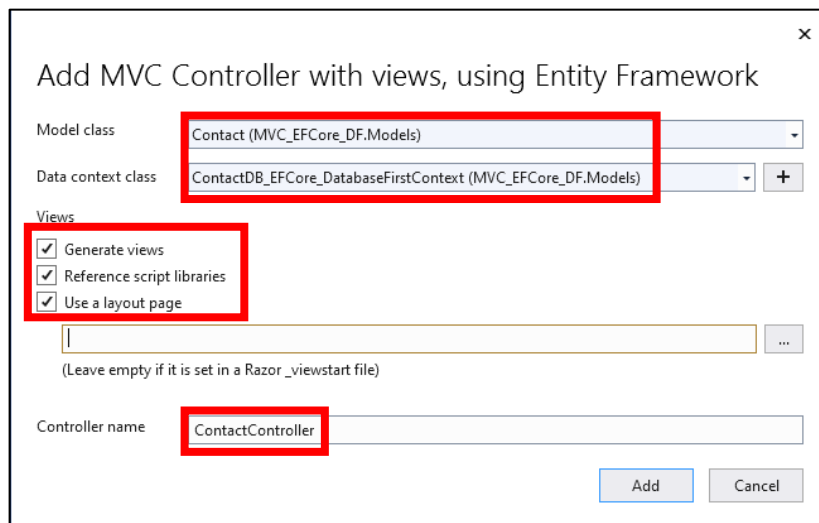 ×
Add MVC Controller with views, using Entity Framework
Model class
Contact (MVC_EFCore_DF.Models)
Data context class
ContactDB_EFCore_DatabaseFirstContext (MVC_EFCore_DF.Models)
+
Views
Generate views
Reference script libraries
Use a layout page
...
(Leave empty if it is set in a Razor _viewstart file)
Controller name
ContactController
Add
Cancel